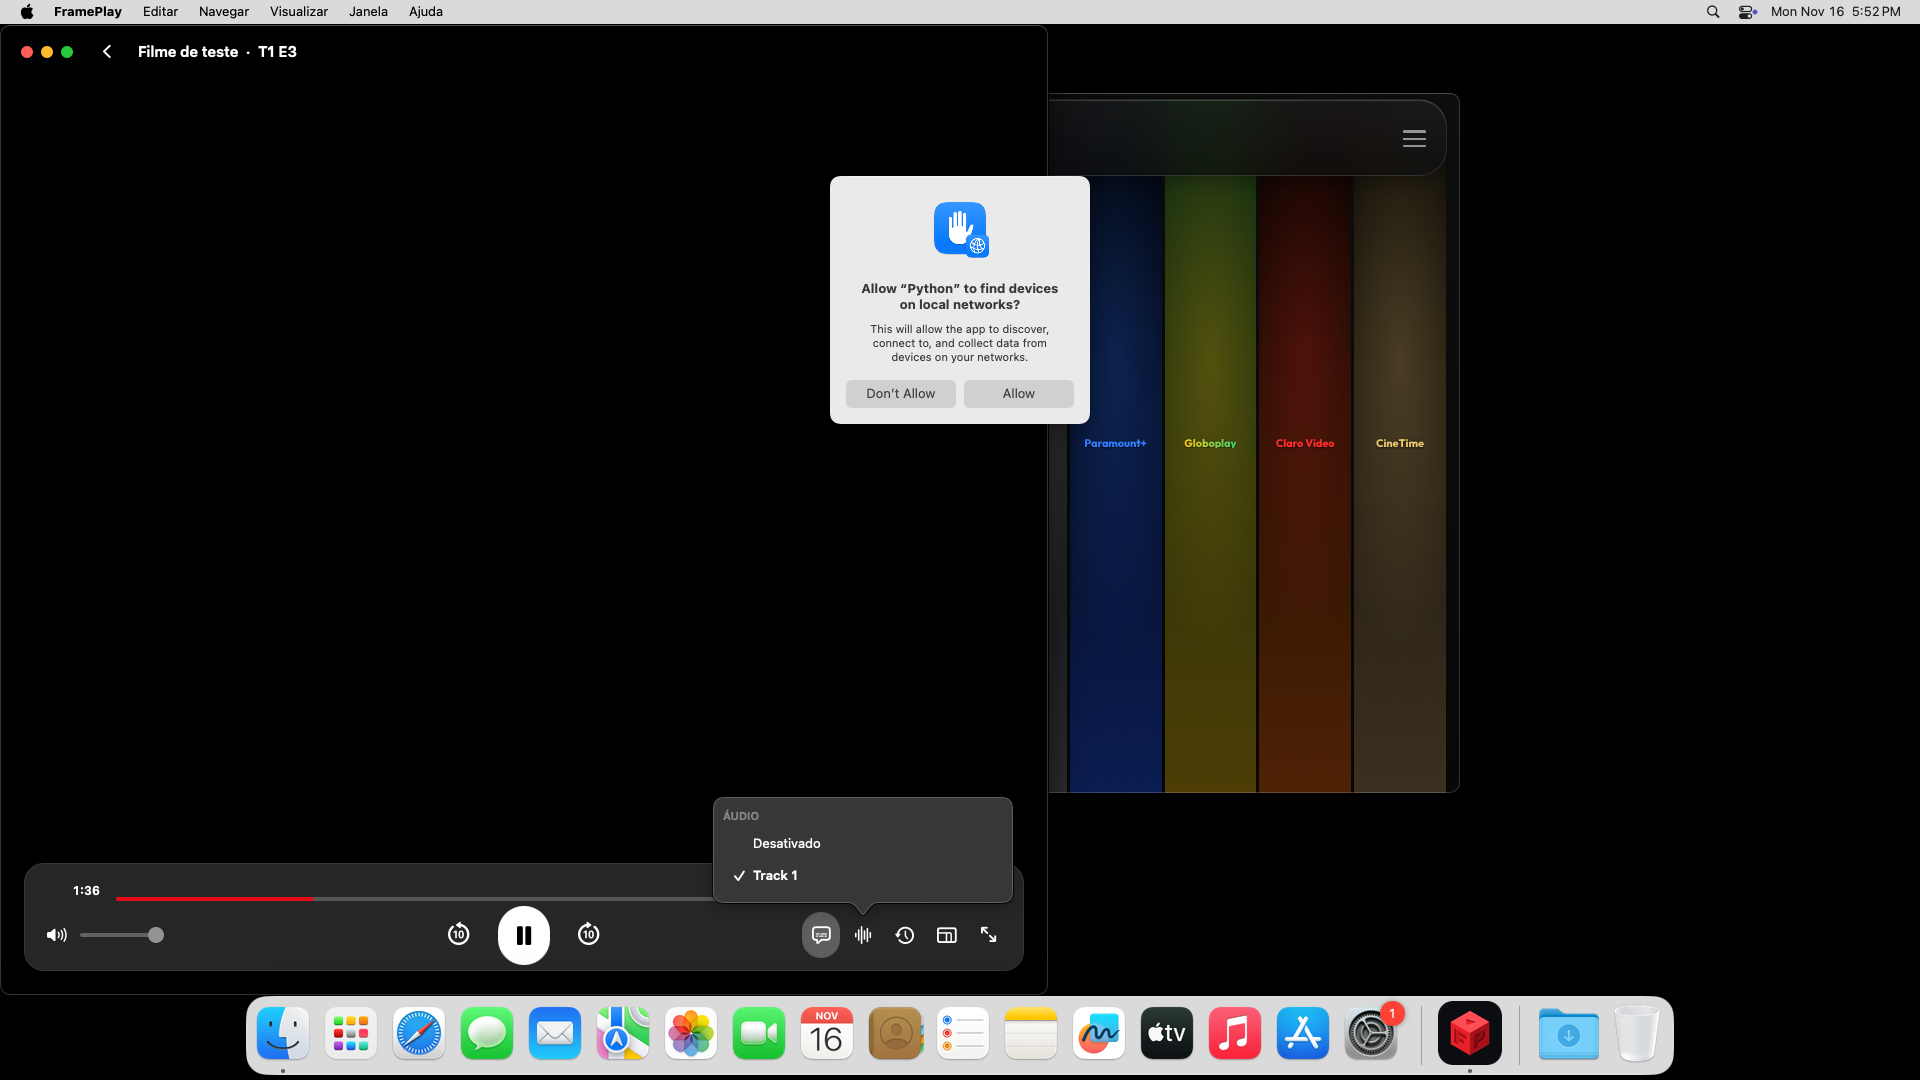 FramePlay Editar Navegar Visualizar Janela Ajuda
Mon Nov 16 5:52 PM
Filme de teste · T1 E3
Allow “Python” to find devices
on local networks?
This will allow the app to discover,
connect to, and collect data from
devices on your networks.
Don’t Allow
Allow
Paramount+
Globoplay
Claro Video
CineTime
ÁUDIO
Desativado
Track 1
1:36
10
10
NOV
16
tv
1